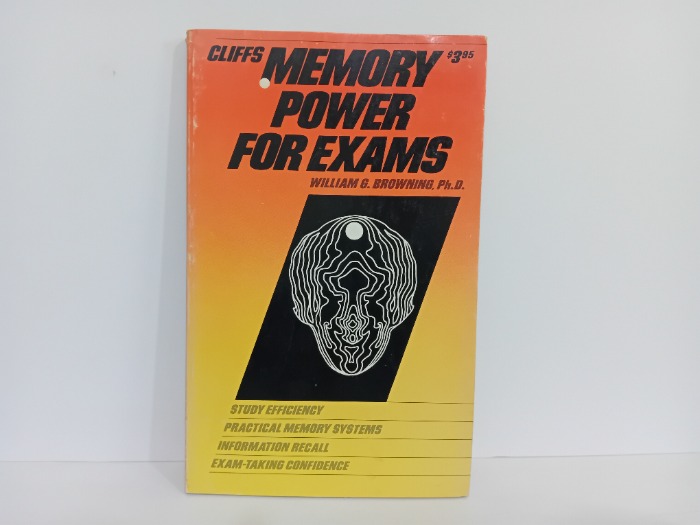 CLIFFS MEMORY $3.95
POWER
FOR EXAMS
WILLIAM G. BROWNING, Ph.D.
STUDY EFFICIENCY
PRACTICAL MEMORY SYSTEMS
INFORMATION RECALL
EXAM-TAKING CONFIDENCE